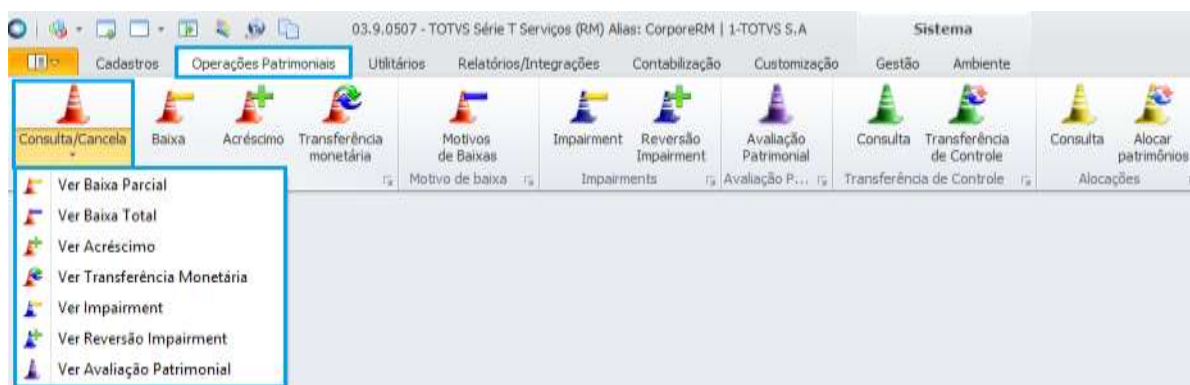 03.9.0507 - TOTVS Série T Serviços (RM) Alias: CorporeRM | 1-TOTVS S.A
Sistema
Cadastros Operações Patrimoniais Utilitários Relatórios/Integrações Contabilização Customização Gestão Ambiente
Consulta/Cancela Baixa Acréscimo Transferência monetária Motivos de Baixas Impairment Reversão Impairment Avaliação Patrimonial Consulta Transferência de Controle Consulta Alocar patrimônios
Motivo de baixa Impairments Avaliação P... Transferência de Controle Alocações
Ver Baixa Parcial
Ver Baixa Total
Ver Acréscimo
Ver Transferência Monetária
Ver Impairment
Ver Reversão Impairment
Ver Avaliação Patrimonial